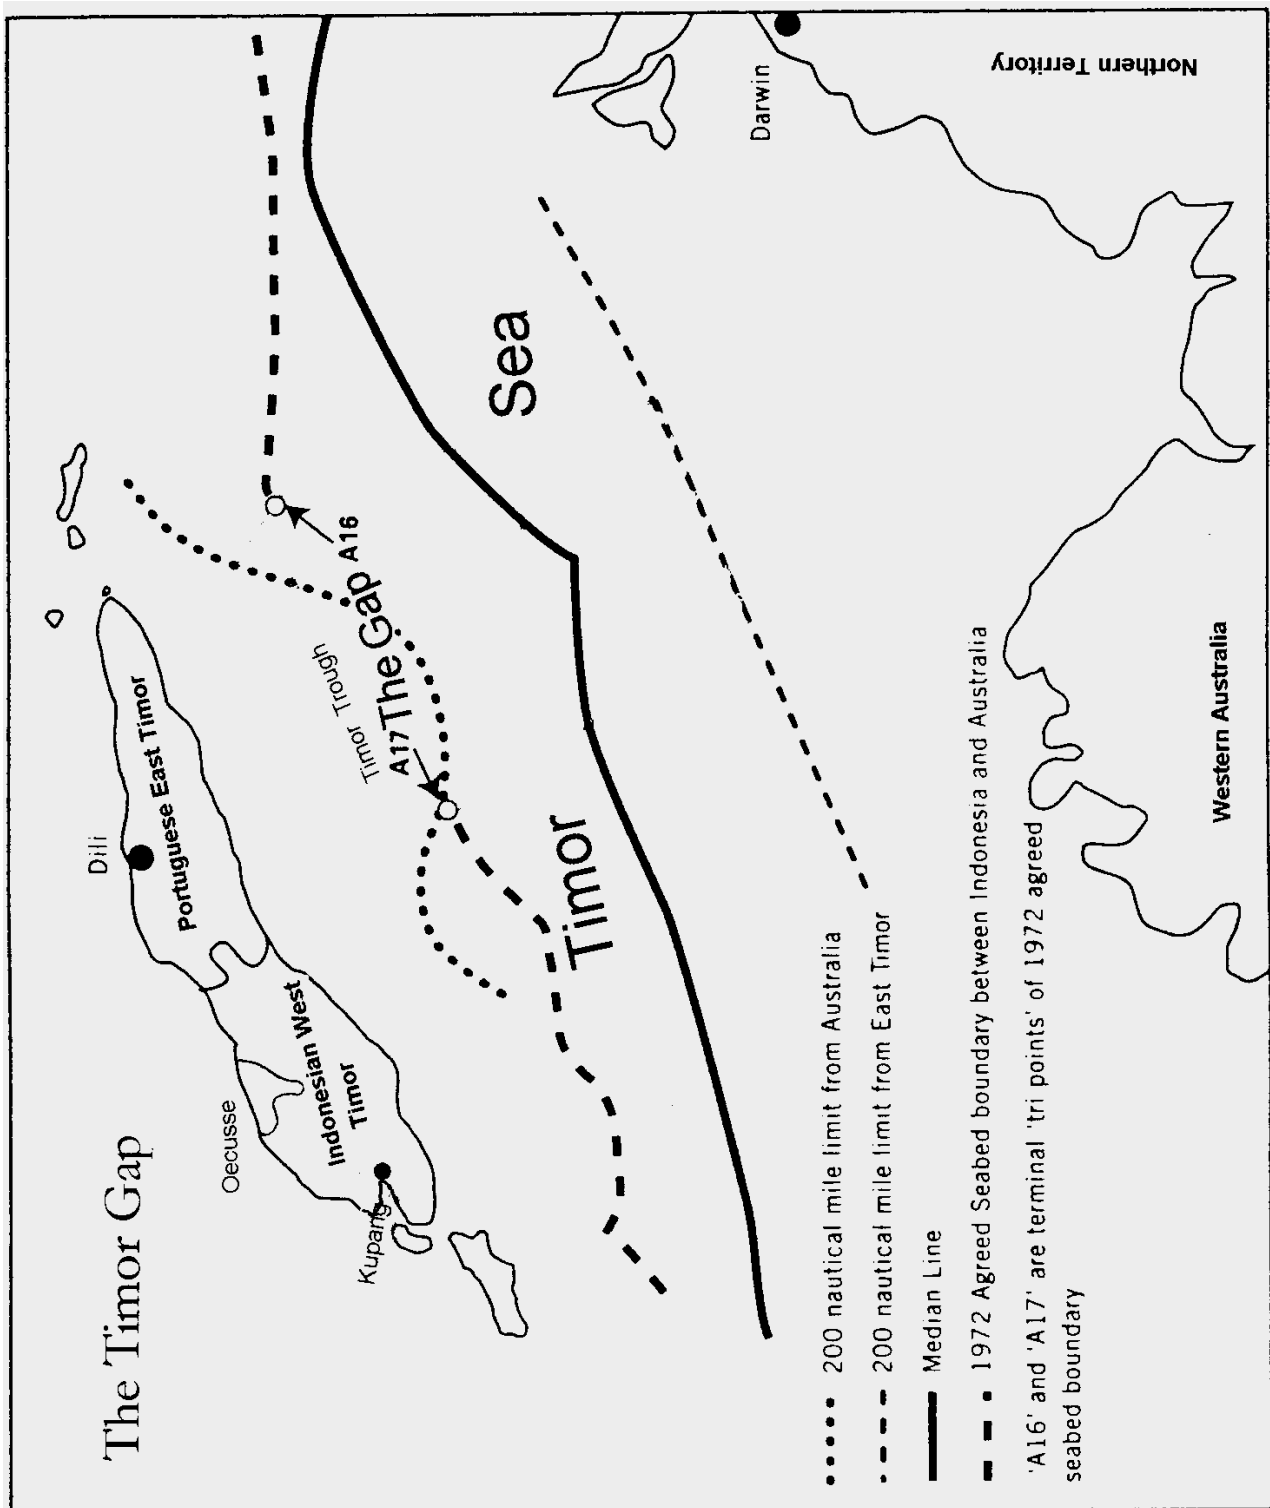 The Timor Gap
Dili
Portuguese East Timor
Oecusse
Indonesian West
Timor
Kupang
Timor Trough
A16
A17
The Gap
Timor
Sea
Darwin
Northern Territory
Western Australia
200 nautical mile limit from Australia
200 nautical mile limit from East Timor
Median Line
1972 Agreed Seabed boundary between Indonesia and Australia
'A16' and 'A17' are terminal 'tri points' of 1972 agreed
seabed boundary